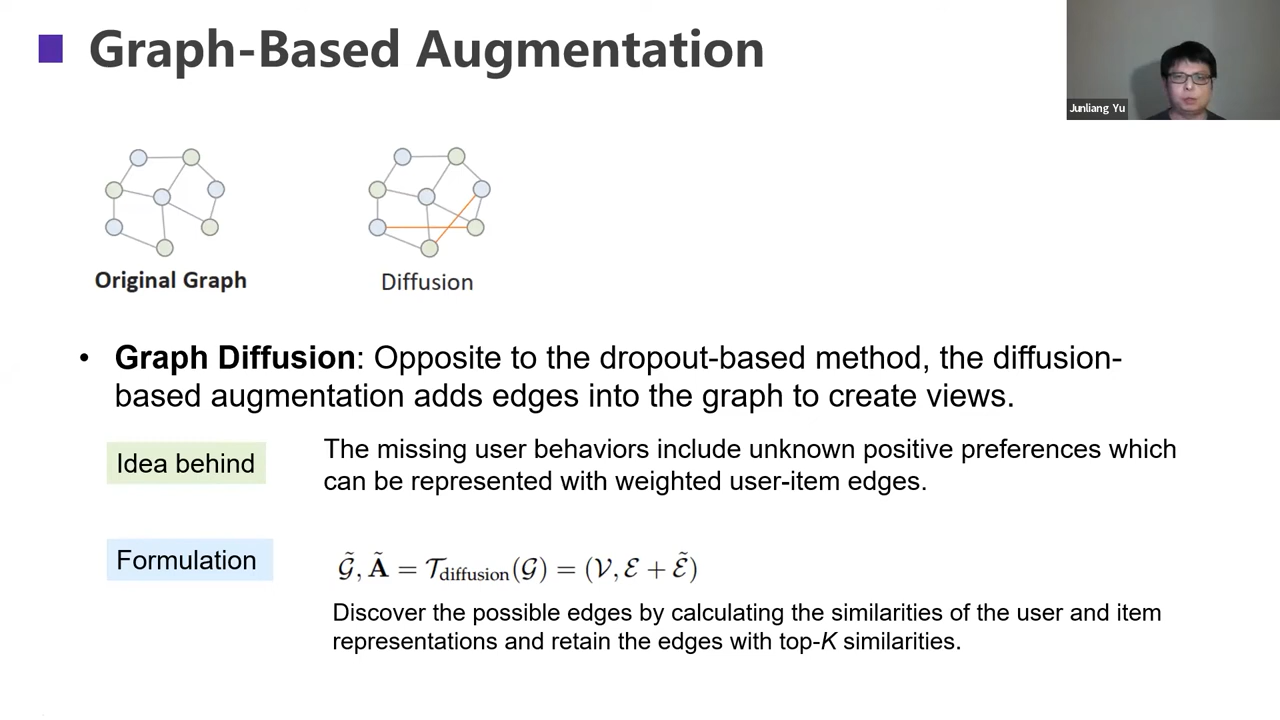 Graph-Based Augmentation
Junliang Yu
Original Graph
Diffusion
• Graph Diffusion: Opposite to the dropout-based method, the diffusion-
based augmentation adds edges into the graph to create views.
Idea behind
The missing user behaviors include unknown positive preferences which
can be represented with weighted user-item edges.
Formulation
𝒢̃, Ã = 𝒯diffusion(𝒢) = (𝒱, ℰ + ℰ̃)
Discover the possible edges by calculating the similarities of the user and item
representations and retain the edges with top-K similarities.